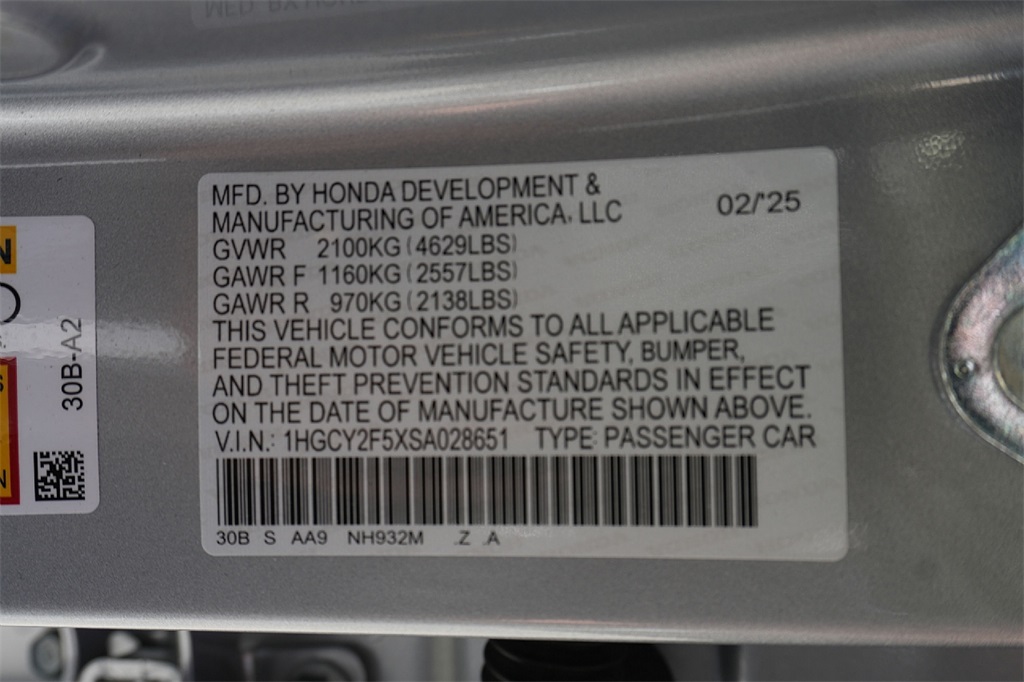 MFD. BY HONDA DEVELOPMENT &
MANUFACTURING OF AMERICA, LLC
02/'25
GVWR 2100KG (4629LBS)
GAWR F 1160KG (2557LBS)
GAWR R 970KG (2138LBS)
THIS VEHICLE CONFORMS TO ALL APPLICABLE
FEDERAL MOTOR VEHICLE SAFETY, BUMPER,
AND THEFT PREVENTION STANDARDS IN EFFECT
ON THE DATE OF MANUFACTURE SHOWN ABOVE.
V.I.N.: 1HGCY2F5XSA028651 TYPE: PASSENGER CAR
30B S AA9 NH932M .Z .A
30B-A2